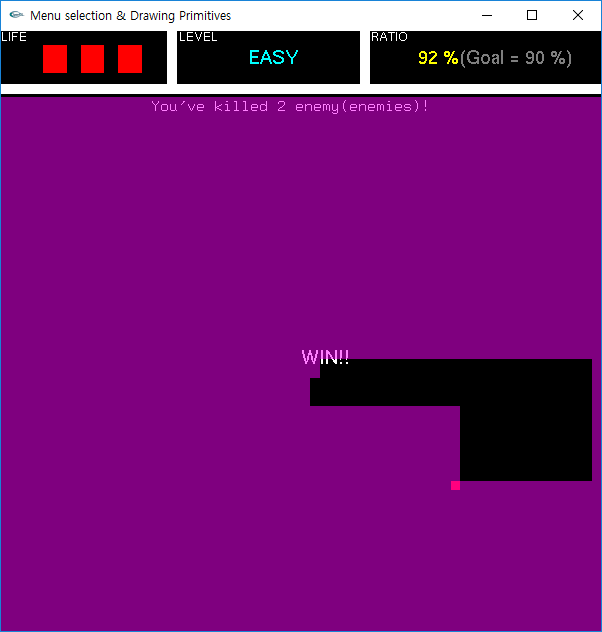 Menu selection & Drawing Primitives
LIFE
LEVEL
EASY
RATIO
92 %(Goal = 90 %)
You've killed 2 enemy(enemies)!
WIN!!